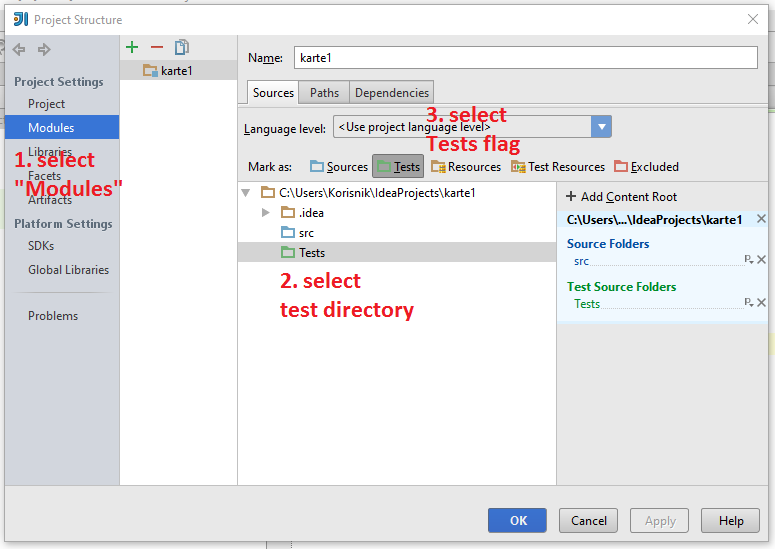 Project Structure
Project Settings
Project
Modules
Libraries
Facets
Artifacts
Platform Settings
SDKs
Global Libraries
Problems
1. select
"Modules"
karte1
Name: karte1
Sources Paths Dependencies
Language level: <Use project language level>
3. select
Tests flag
Mark as: Sources Tests Resources Test Resources Excluded
C:\Users\Korisnik\IdeaProjects\karte1
.idea
src
Tests
2. select
test directory
+ Add Content Root
C:\Users\...\IdeaProjects\karte1
Source Folders
src
Test Source Folders
Tests
OK Cancel Apply Help